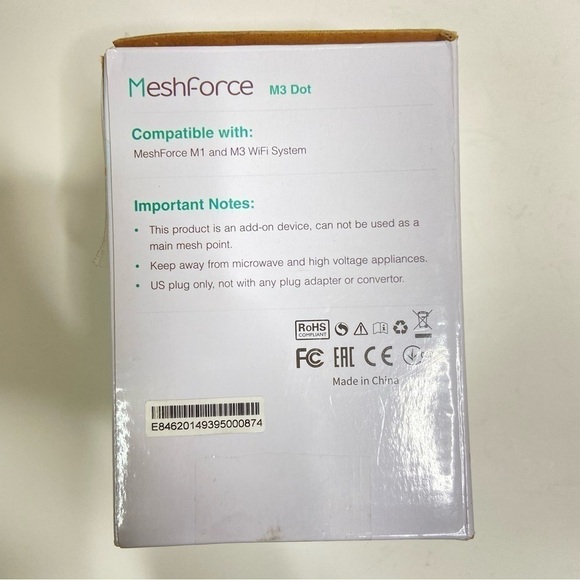 MeshForce M3 Dot
Compatible with:
MeshForce M1 and M3 WiFi System
Important Notes:
• This product is an add-on device, can not be used as a
main mesh point.
• Keep away from microwave and high voltage appliances.
• US plug only, not with any plug adapter or convertor.
RoHS
COMPLIANT
FC EAC CE
Made in China
E84620149395000874